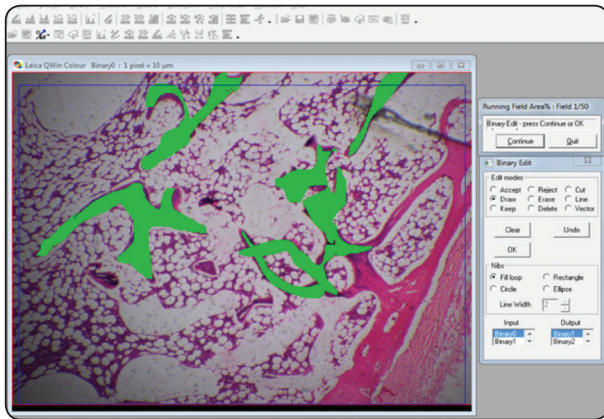 Leica QWin Colour Binary0 : 1 pixel = 10 µm
Running Field Area% : Field 1/50
Binary Edit - press Continue or OK
Continue Quit
Binary Edit
Edit modes
Accept Reject Cut
Draw Erase Line
Keep Delete Vector
Clear Undo
OK
Nibs
Fill loop Rectangle
Circle Ellipse
Line Width 2
Input Output
Binary0 Binary1
Binary1 Binary2